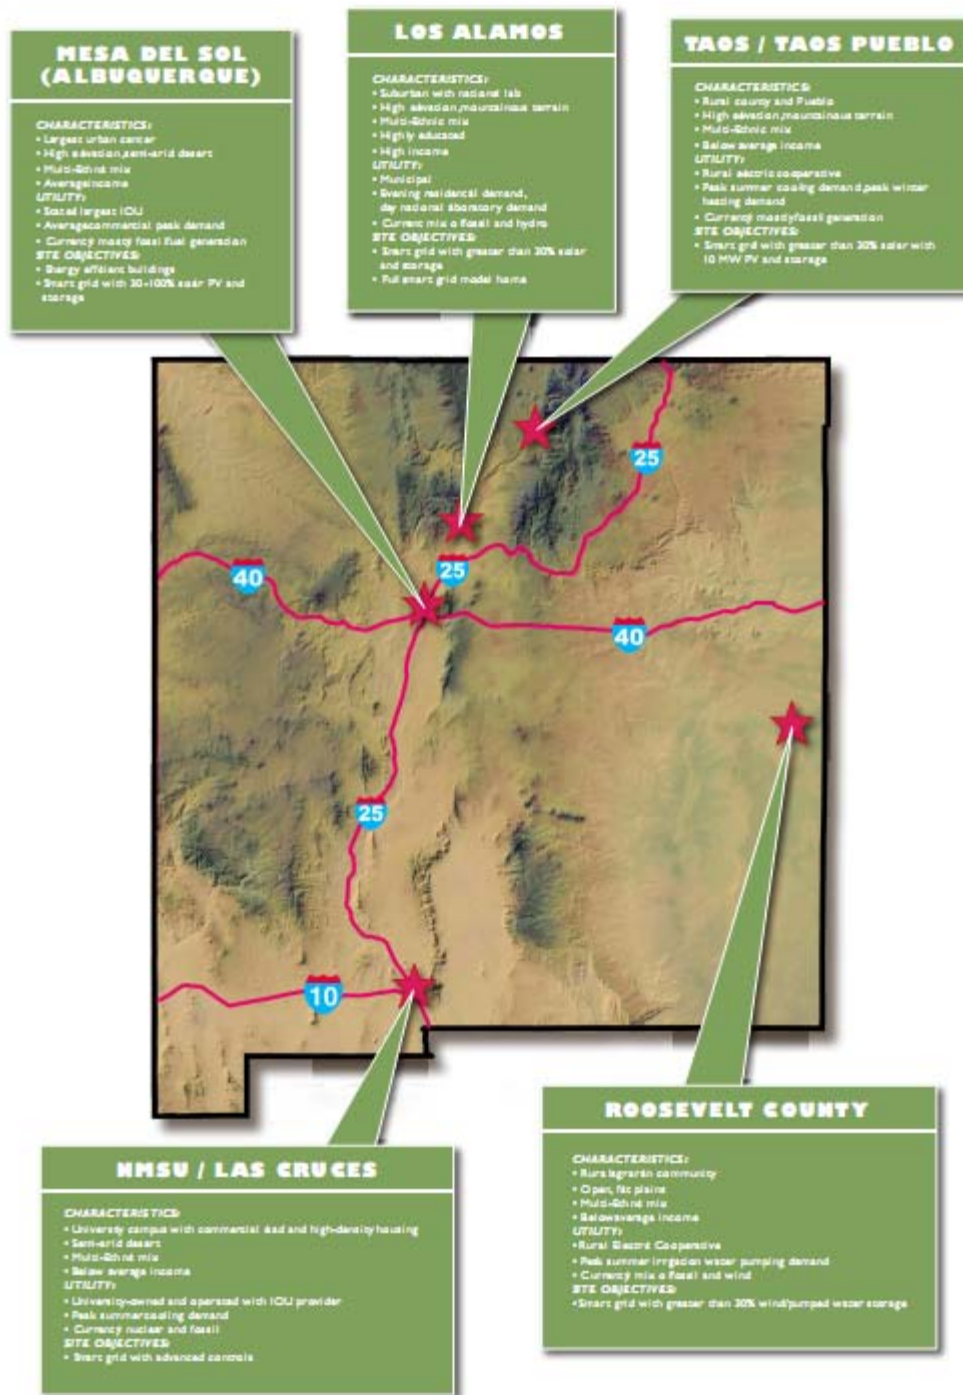 MESA DEL SOL
(ALBUQUERQUE)
CHARACTERISTICS:
• Largest urban center
• High elevation, semi-arid desert
• Multi-Ethnic mix
• Average income
UTILITY:
• State's largest IOU
• Average commercial peak demand
• Currently mostly fossil fuel generation
SITE OBJECTIVES:
• Energy efficient buildings
• Smart grid with 30-100% solar PV and
storage
LOS ALAMOS
CHARACTERISTICS:
• Suburban with national lab
• High elevation, mountainous terrain
• Multi-Ethnic mix
• Highly educated
• High income
UTILITY:
• Municipal
• Evening residential demand,
day national laboratory demand
• Current mix o fossil and hydro
SITE OBJECTIVES:
• Smart grid with greater than 30% solar
and storage
• Full smart grid model home
TAOS / TAOS PUEBLO
CHARACTERISTICS:
• Rural county and Pueblo
• High elevation, mountainous terrain
• Multi-Ethnic mix
• Below average income
UTILITY:
• Rural electric cooperative
• Peak summer cooling demand, peak winter
heating demand
• Currently mostly fossil generation
SITE OBJECTIVES:
• Smart grid with greater than 30% solar with
10 MW PV and storage
25
40
25
40
25
10
NMSU / LAS CRUCES
CHARACTERISTICS:
• University campus with commercial load and high-density housing
• Semi-arid desert
• Multi-Ethnic mix
• Below average income
UTILITY:
• University-owned and operated with IOU provider
• Peak summer cooling demand
• Currently nuclear and fossil
SITE OBJECTIVES:
• Smart grid with advanced controls
ROOSEVELT COUNTY
CHARACTERISTICS:
• Rural agrarian community
• Open, flat plains
• Multi-Ethnic mix
• Below average income
UTILITY:
• Rural Electric Cooperative
• Peak summer irrigation water pumping demand
• Currently mix o fossil and wind
SITE OBJECTIVES:
• Smart grid with greater than 30% wind/pumped water storage